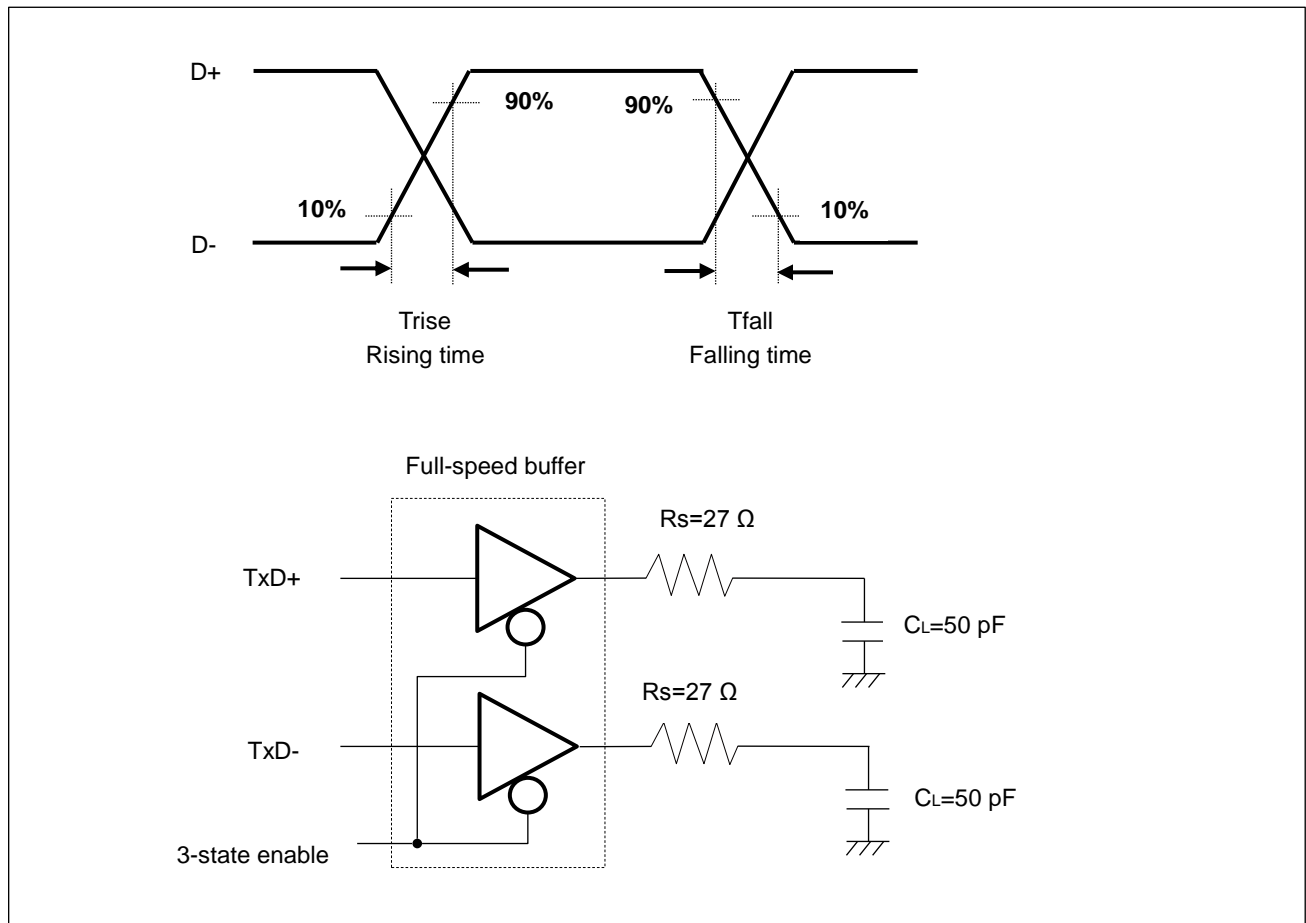 D+
90%
90%
10%
10%
D-
Trise
Rising time
Tfall
Falling time
Full-speed buffer
Rs=27 Ω
TxD+
CL=50 pF
Rs=27 Ω
TxD-
CL=50 pF
3-state enable